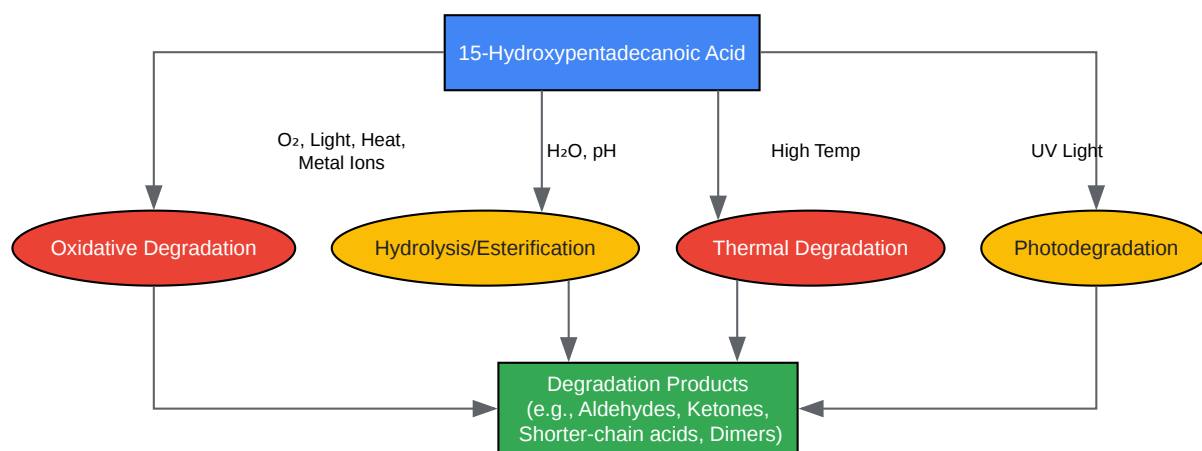 15-Hydroxypentadecanoic Acid
O₂, Light, Heat,
Metal Ions
H₂O, pH
High Temp
UV Light
Oxidative Degradation
Hydrolysis/Esterification
Thermal Degradation
Photodegradation
Degradation Products
(e.g., Aldehydes, Ketones,
Shorter-chain acids, Dimers)